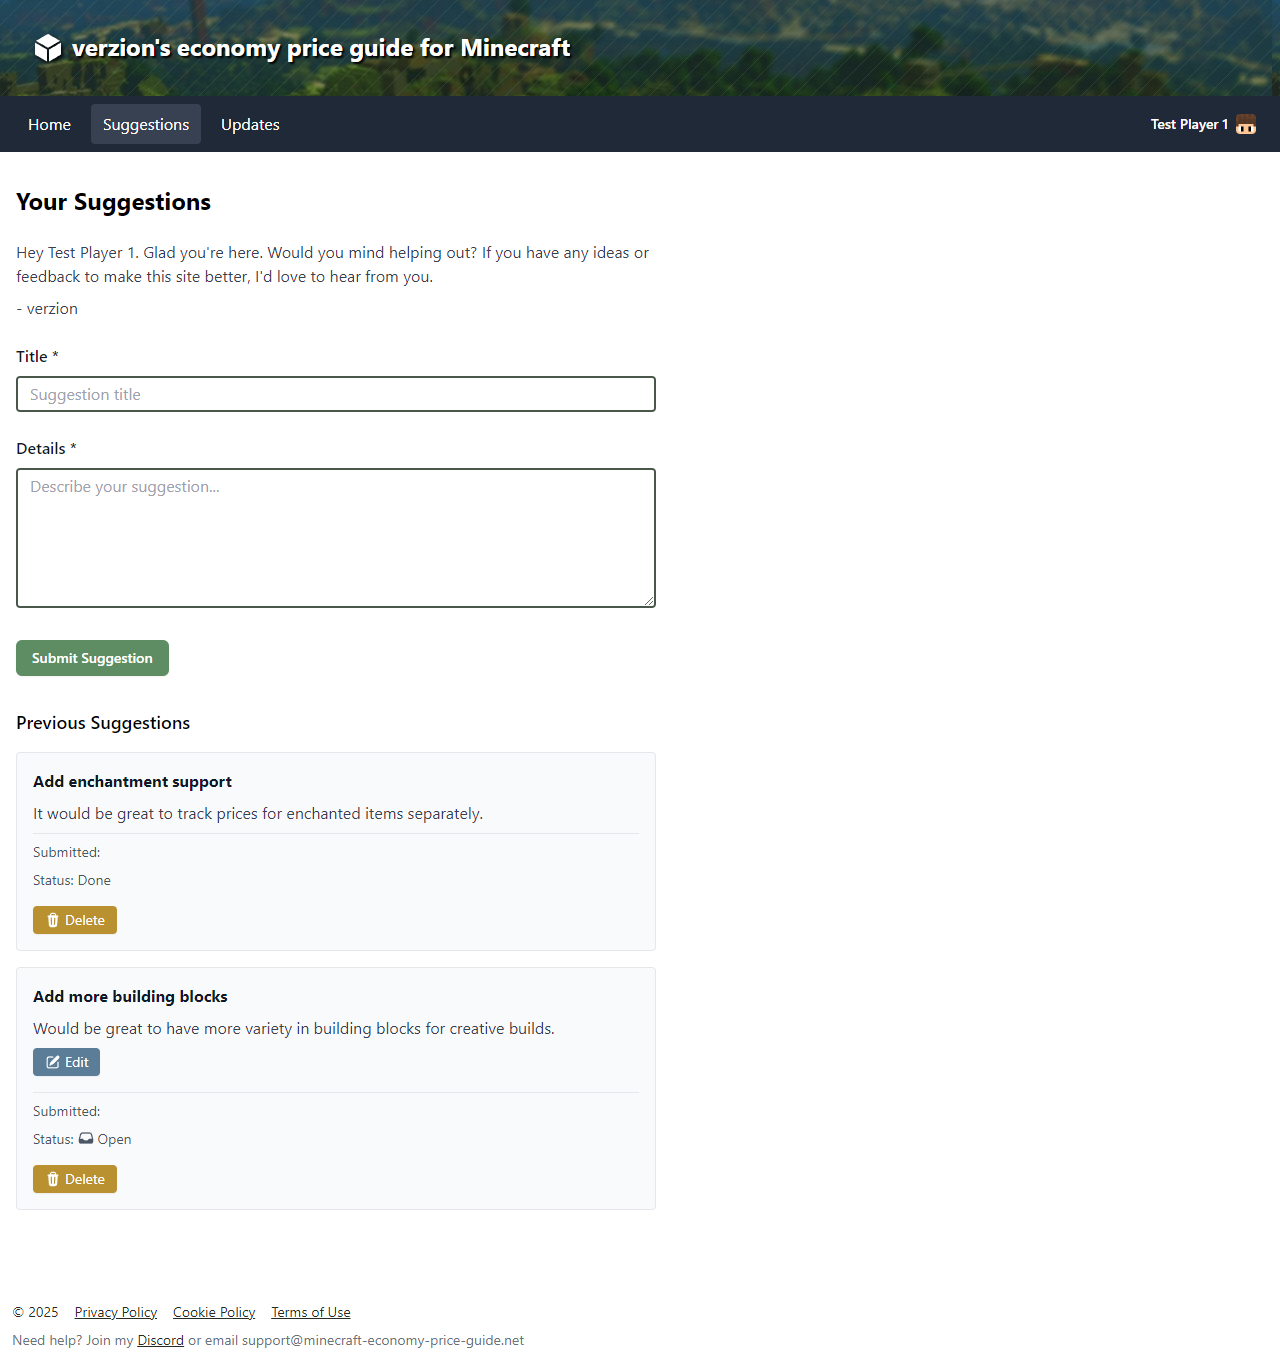 verzion's economy price guide for Minecraft
Home Suggestions Updates Test Player 1
Your Suggestions
Hey Test Player 1. Glad you're here. Would you mind helping out? If you have any ideas or
feedback to make this site better, I'd love to hear from you.
- verzion
Title *
Suggestion title
Details *
Describe your suggestion...
Submit Suggestion
Previous Suggestions
Add enchantment support
It would be great to track prices for enchanted items separately.
Submitted:
Status: Done
Delete
Add more building blocks
Would be great to have more variety in building blocks for creative builds.
Edit
Submitted:
Status: Open
Delete
© 2025 Privacy Policy Cookie Policy Terms of Use
Need help? Join my Discord or email support@minecraft-economy-price-guide.net